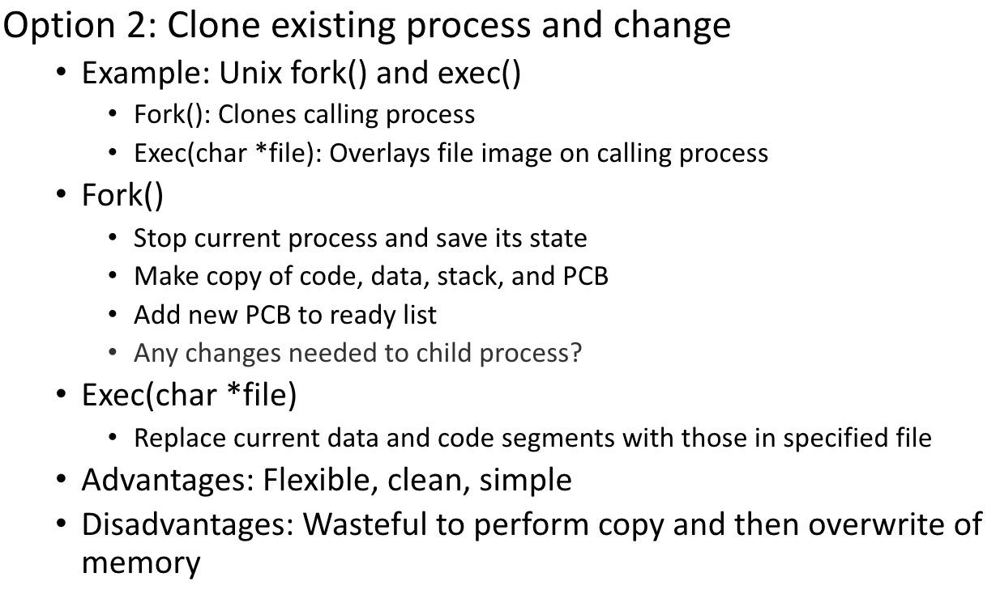 Option 2: Clone existing process and change
• Example: Unix fork() and exec()
• Fork(): Clones calling process
• Exec(char *file): Overlays file image on calling process
• Fork()
• Stop current process and save its state
• Make copy of code, data, stack, and PCB
• Add new PCB to ready list
• Any changes needed to child process?
• Exec(char *file)
• Replace current data and code segments with those in specified file
• Advantages: Flexible, clean, simple
• Disadvantages: Wasteful to perform copy and then overwrite of
memory